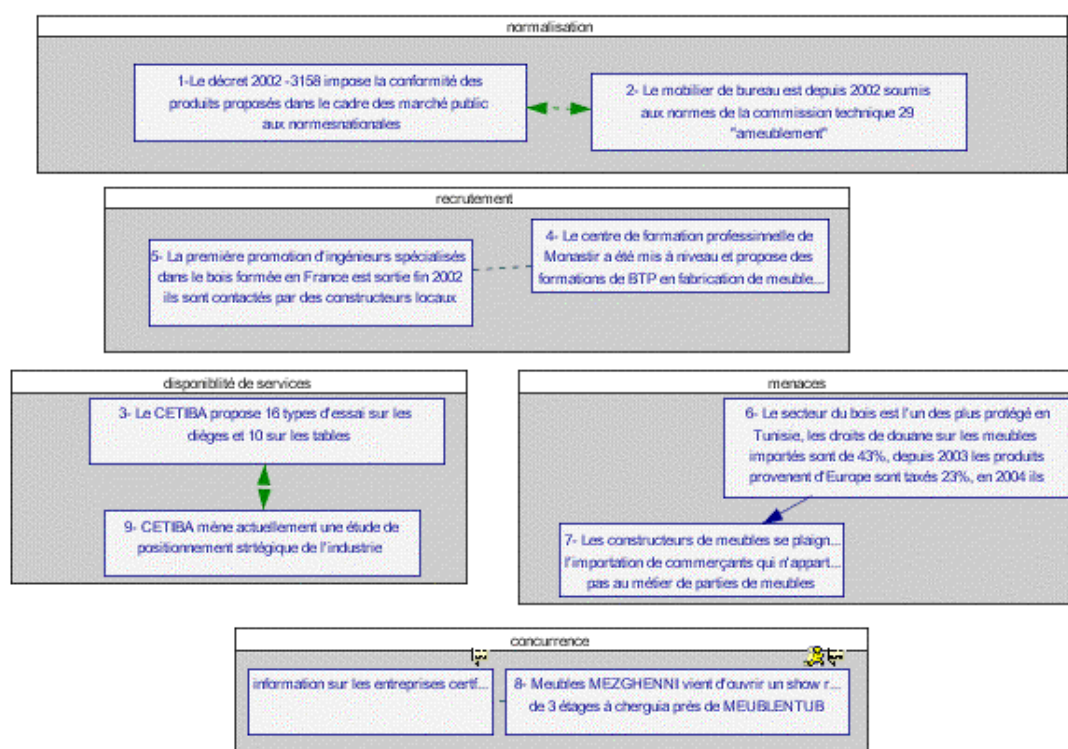 normalisation
1-Le décret 2002 -3158 impose la conformité des
produits proposés dans le cadre des marché public
aux normesnationales
2- Le mobilier de bureau est depuis 2002 soumis
aux normes de la commission technique 29
"ameublement"
recrutement
5- La première promotion d'ingénieurs spécialisés
dans le bois formée en France est sortie fin 2002
ils sont contactés par des constructeurs locaux
4- Le centre de formation professionnelle de
Monastir a été mis à niveau et propose des
formations de BTP en fabrication de meuble...
disponiblité de services
3- Le CETIBA propose 16 types d'essai sur les
dièges et 10 sur les tables
9- CETIBA mène actuellement une étude de
positionnement strtégique de l'industrie
menaces
6- Le secteur du bois est l'un des plus protégé en
Tunisie, les droits de douane sur les meubles
importés sont de 43%, depuis 2003 les produits
provenent d'Europe sont taxés 23%, en 2004 ils
7- Les constructeurs de meubles se plaign...
l'importation de commerçants qui n'appart...
pas au métier de parties de meubles
concurrence
information sur les entreprises certf...
8- Meubles MEZGHENNI vient d'ouvrir un show r...
de 3 étages à cherguia près de MEUBLENTUB